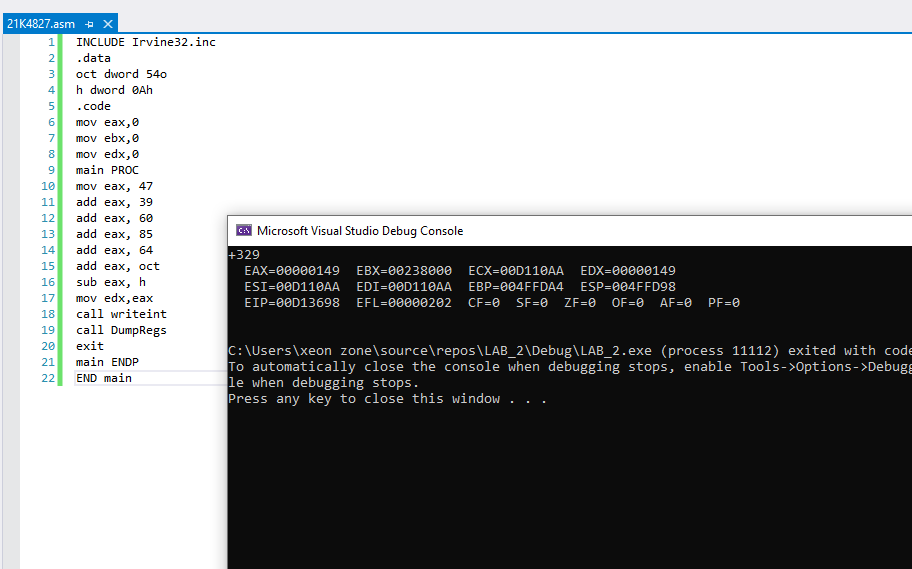 21K4827.asm
1 INCLUDE Irvine32.inc
2 .data
3 oct dword 54o
4 h dword 0Ah
5 .code
6 mov eax,0
7 mov ebx,0
8 mov edx,0
9 main PROC
10 mov eax, 47
11 add eax, 39
12 add eax, 60
13 add eax, 85
14 add eax, 64
15 add eax, oct
16 sub eax, h
17 mov edx,eax
18 call writeint
19 call DumpRegs
20 exit
21 main ENDP
22 END main
Microsoft Visual Studio Debug Console
+329
EAX=00000149 EBX=00238000 ECX=00D110AA EDX=00000149
ESI=00D110AA EDI=00D110AA EBP=004FFDA4 ESP=004FFD98
EIP=00D13698 EFL=00000202 CF=0 SF=0 ZF=0 OF=0 AF=0 PF=0
C:\Users\xeon zone\source\repos\LAB_2\Debug\LAB_2.exe (process 11112) exited with code
To automatically close the console when debugging stops, enable Tools->Options->Debugg
le when debugging stops.
Press any key to close this window . . .